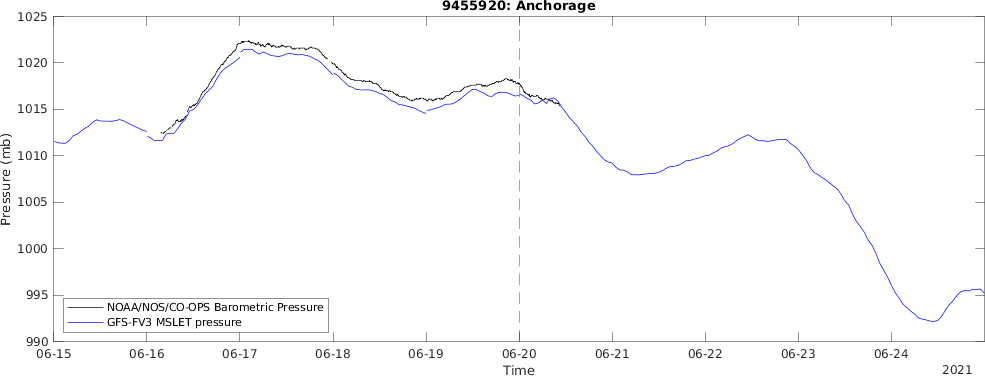 9455920: Anchorage
1025
1020
1015
1010
1005
1000
995
990
Pressure (mb)
NOAA/NOS/CO-OPS Barometric Pressure
GFS-FV3 MSLET pressure
06-15 06-16 06-17 06-18 06-19 06-20 06-21 06-22 06-23 06-24
Time
2021